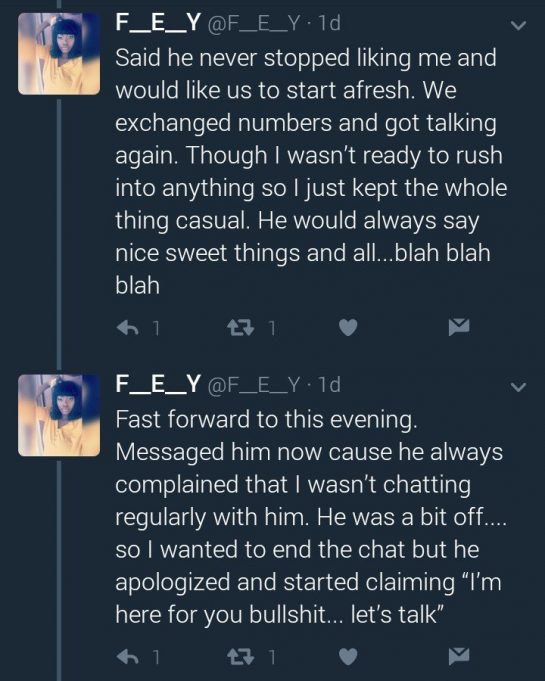 F__E__Y @F__E__Y · 1d
Said he never stopped liking me and
would like us to start afresh. We
exchanged numbers and got talking
again. Though I wasn't ready to rush
into anything so I just kept the whole
thing casual. He would always say
nice sweet things and all...blah blah
blah
1 1
F__E__Y @F__E__Y · 1d
Fast forward to this evening.
Messaged him now cause he always
complained that I wasn't chatting
regularly with him. He was a bit off....
so I wanted to end the chat but he
apologized and started claiming “I'm
here for you bullshit... let's talk”
1 1